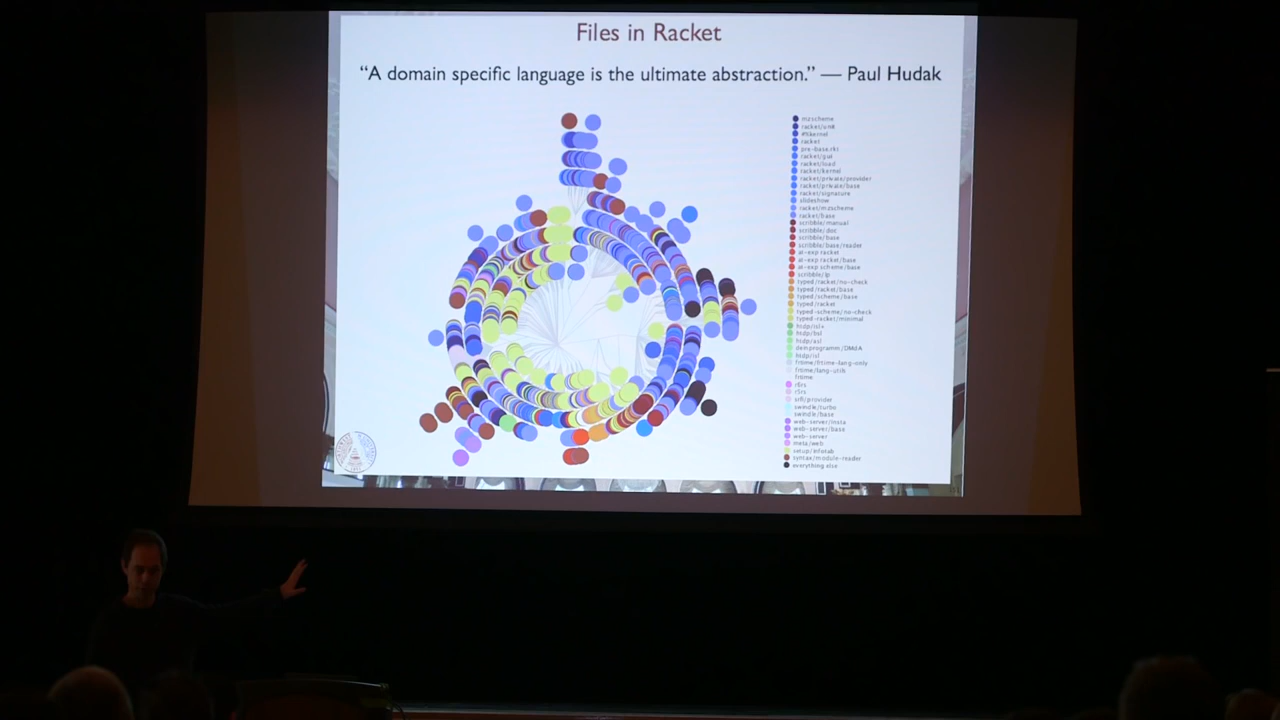 Files in Racket
“A domain specific language is the ultimate abstraction.” — Paul Hudak
mzscheme
racket/unit
#%kernel
racket
pre-base.rkt
racket/gui
racket/load
racket/kernel
racket/private/provider
racket/private/base
racket/signature
slideshow
racket/mzscheme
racket/base
scribble/manual
scribble/doc
scribble/base
scribble/base/reader
at-exp racket
at-exp racket/base
at-exp scheme/base
scribble/lp
typed/racket/no-check
typed/racket/base
typed/scheme/base
typed/racket
typed-scheme/no-check
typed-racket/minimal
htdp/isl+
htdp/bsl
htdp/asl
deinprogramm/DMdA
htdp/isl
frtime/frtime-lang-only
frtime/lang-utils
frtime
r6rs
r5rs
srfi/provider
swindle/turbo
swindle/base
web-server/insta
web-server/base
web-server
meta/web
setup/infotab
syntax/module-reader
everything else